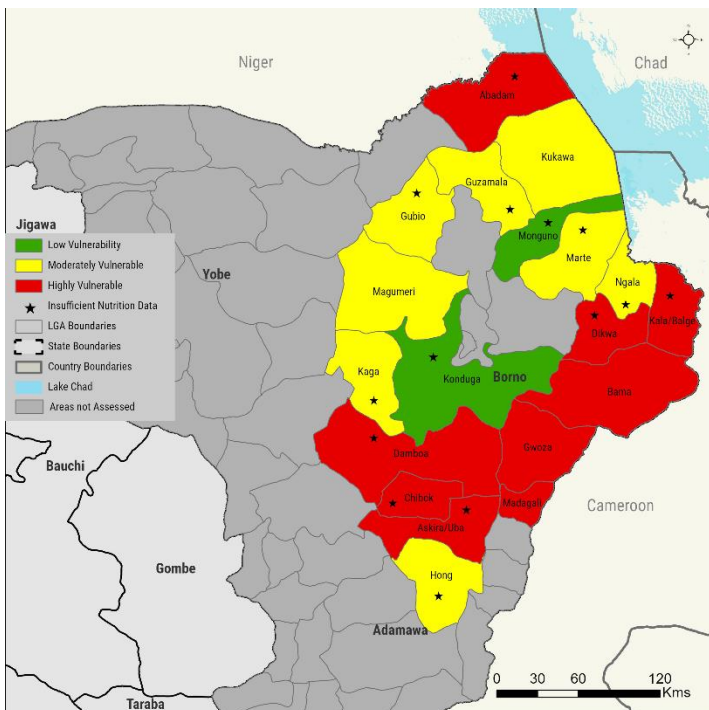 Niger
Chad
Abadam
Kukawa
Guzamala
Gubio
Monguno
Jigawa
Low Vulnerability
Moderately Vulnerable
Highly Vulnerable
Insufficient Nutrition Data
LGA Boundaries
State Boundaries
Country Boundaries
Lake Chad
Areas not Assessed
Yobe
Marte
Ngala
Magumeri
Dikwa
Kala/Balge
Kaga
Konduga
Borno
Bama
Damboa
Gwoza
Bauchi
Chibok
Madagali
Cameroon
Askira/Uba
Gombe
Hong
Adamawa
0 30 60 90 120
Kms
Taraba